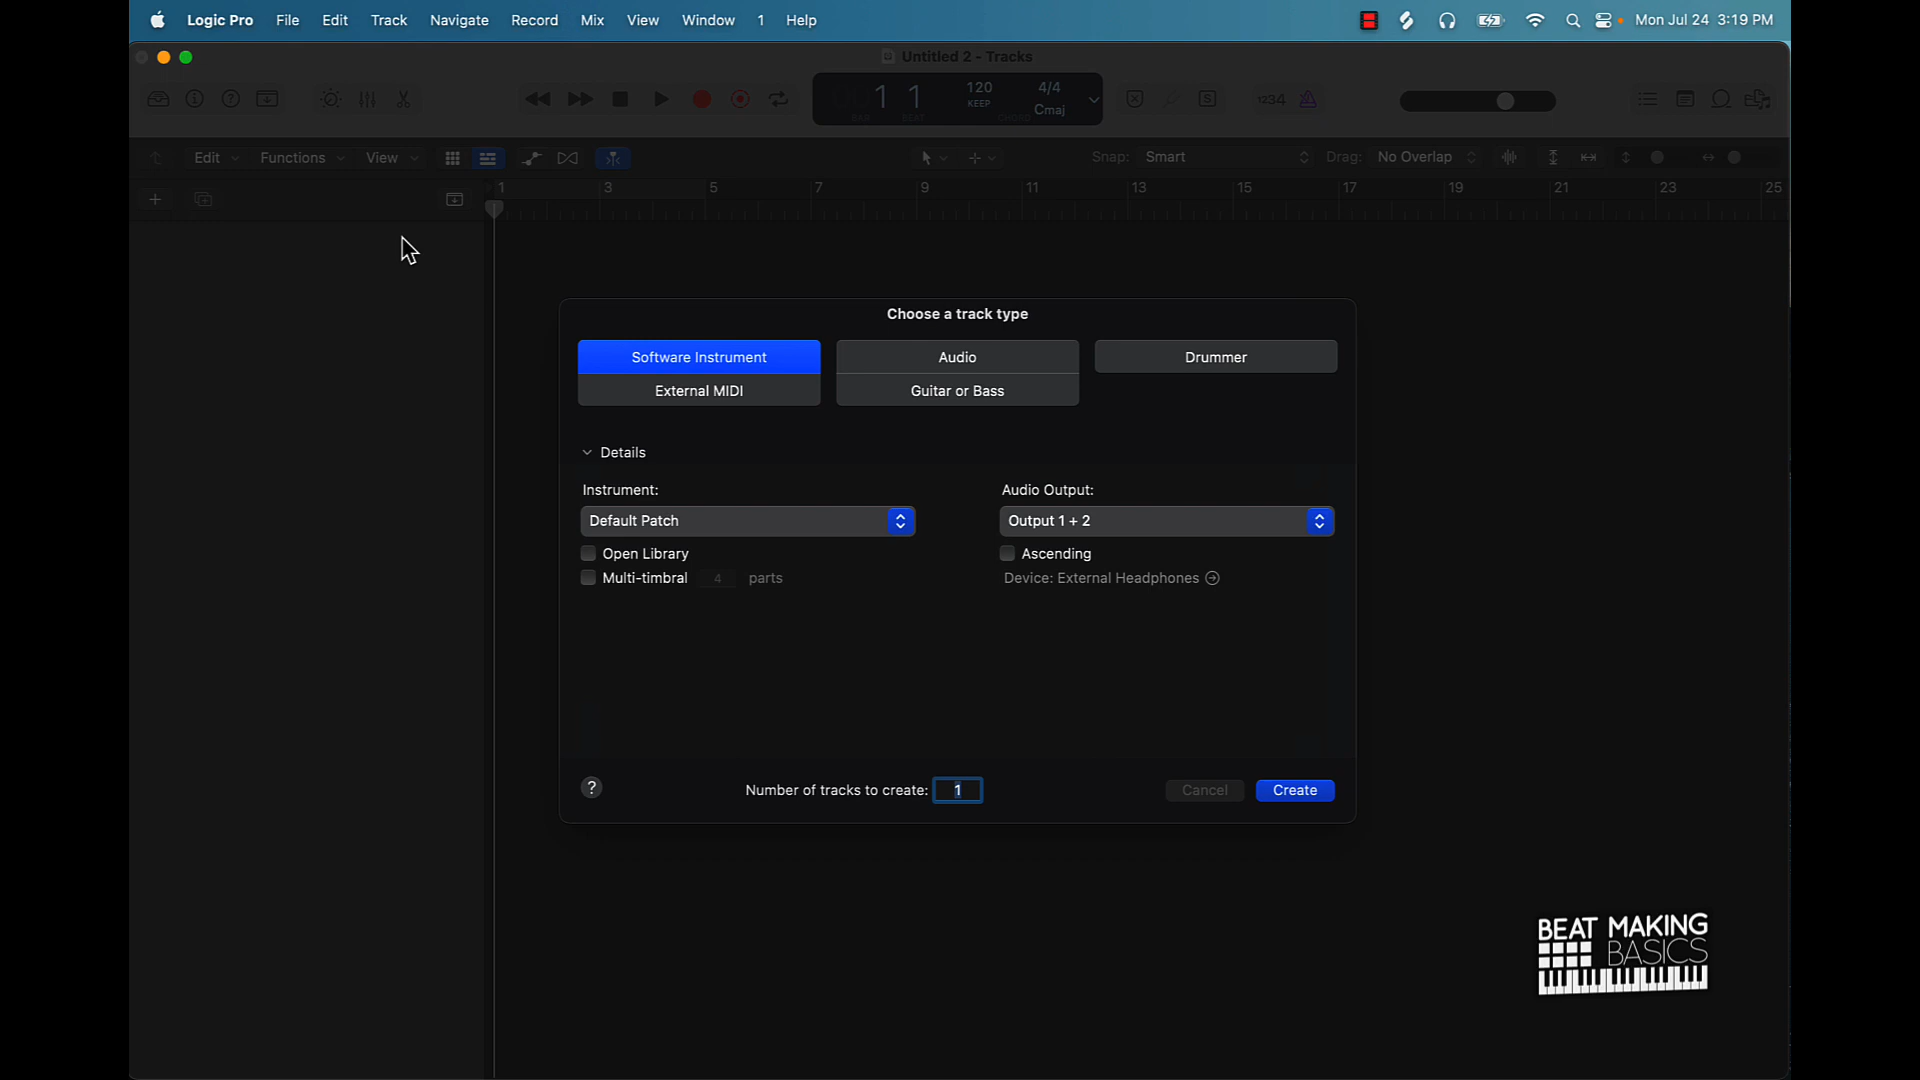 Logic Pro File Edit Track Navigate Record Mix View Window 1 Help Mon Jul 24 3:19 PM
Untitled 2 - Tracks
1 1 120 4/4
KEEP Cmaj
BAR BEAT CHORD
1234
Edit Functions View Snap: Smart Drag: No Overlap
1 3 5 7 9 11 13 15 17 19 21 23 25
Choose a track type
Software Instrument Audio Drummer
External MIDI Guitar or Bass
Details
Instrument: Audio Output:
Default Patch Output 1 + 2
Open Library Ascending
Multi-timbral 4 parts Device: External Headphones
? Number of tracks to create: 1 Cancel Create
BEAT MAKING
BASICS